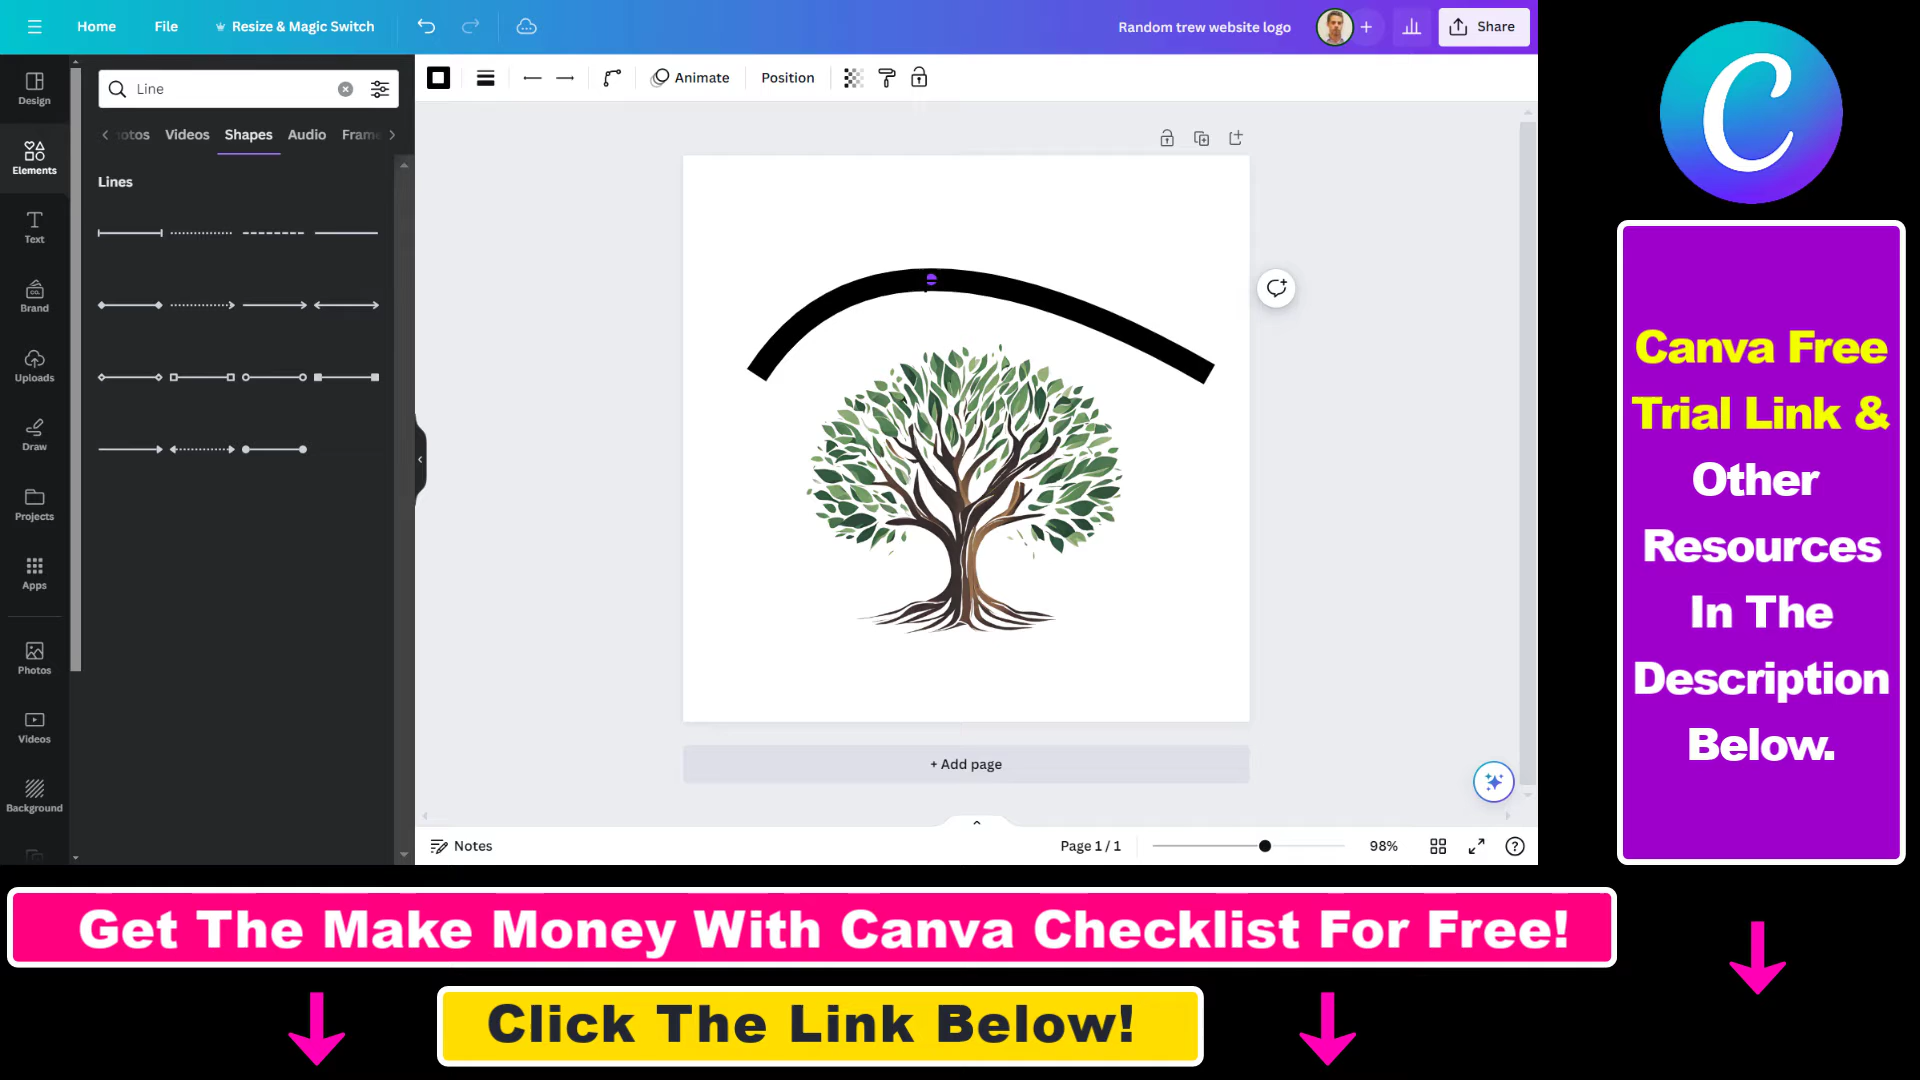 Home
File
Resize & Magic Switch
Random trew website logo
Share
Line
Animate
Position
Videos
Shapes
Audio
Lines
Design
Elements
Text
Brand
Uploads
Draw
Projects
Apps
Photos
Videos
Background
+ Add page
Notes
Page 1 / 1
98%
C
Canva Free
Trial Link &
Other
Resources
In The
Description
Below.
Get The Make Money With Canva Checklist For Free!
Click The Link Below!